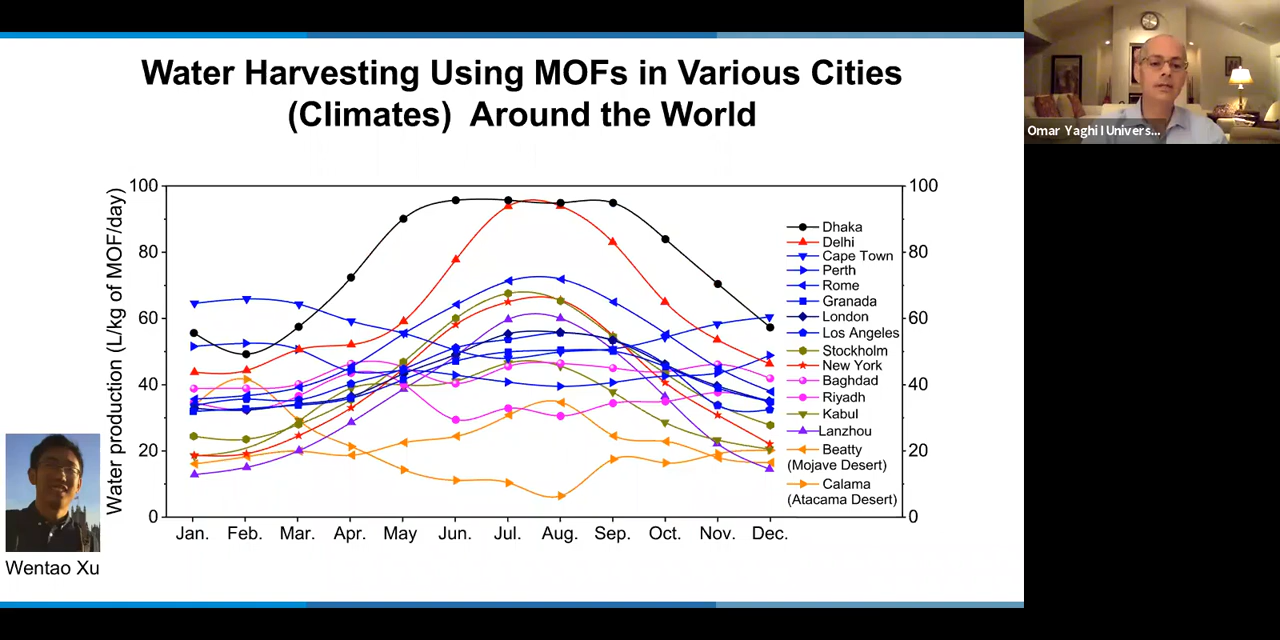 Water Harvesting Using MOFs in Various Cities
(Climates) Around the World
Omar Yaghi I Univers...
Water production (L/kg of MOF/day)
100
80
60
40
20
0
100
80
60
40
20
0
Jan. Feb. Mar. Apr. May Jun. Jul. Aug. Sep. Oct. Nov. Dec.
Dhaka
Delhi
Cape Town
Perth
Rome
Granada
London
Los Angeles
Stockholm
New York
Baghdad
Riyadh
Kabul
Lanzhou
Beatty
(Mojave Desert)
Calama
(Atacama Desert)
Wentao Xu